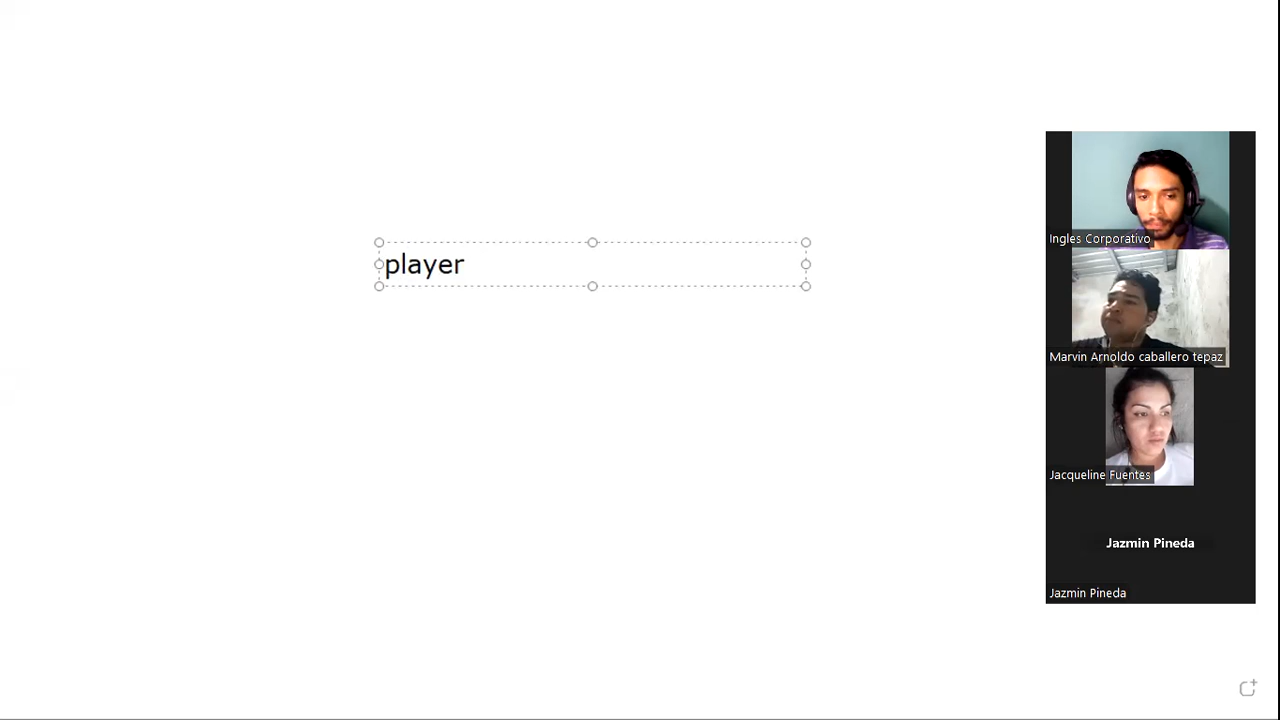 player
Ingles Corporativo
Marvin Arnoldo caballero tepaz
Jacqueline Fuentes
Jazmin Pineda
Jazmin Pineda